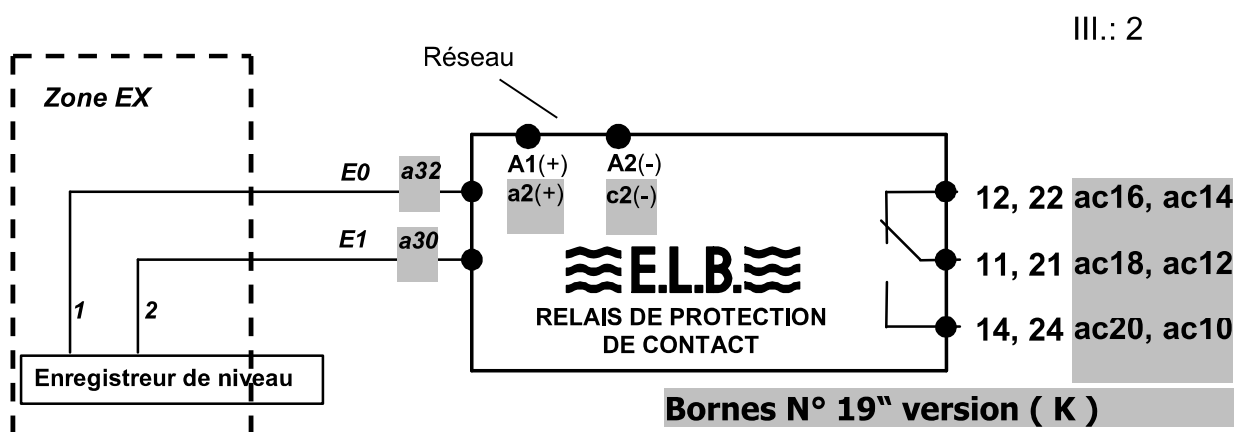 III.: 2
Réseau
Zone EX
A1(+) A2(-)
E0 a32 a2(+) c2(-)
12, 22 ac16, ac14
E1 a30
E.L.B.
11, 21 ac18, ac12
1 2
RELAIS DE PROTECTION
DE CONTACT
14, 24 ac20, ac10
Enregistreur de niveau
Bornes N° 19“ version ( K )